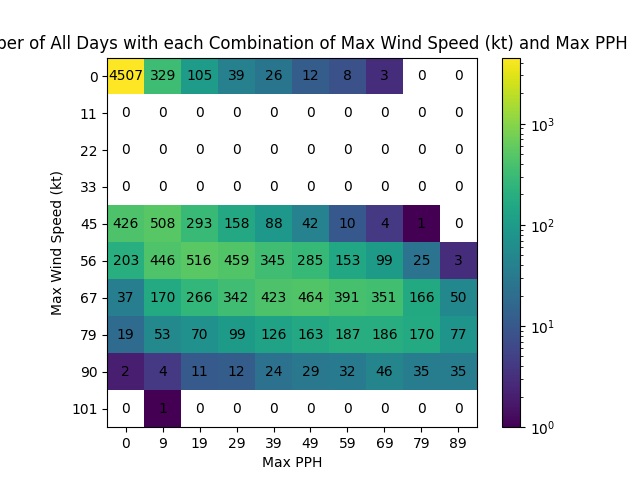 ber of All Days with each Combination of Max Wind Speed (kt) and Max PPH
0 4507 329 105 39 26 12 8 3 0 0
11 0 0 0 0 0 0 0 0 0 0
22 0 0 0 0 0 0 0 0 0 0
33 0 0 0 0 0 0 0 0 0 0
45 426 508 293 158 88 42 10 4 1 0
56 203 446 516 459 345 285 153 99 25 3
67 37 170 266 342 423 464 391 351 166 50
79 19 53 70 99 126 163 187 186 170 77
90 2 4 11 12 24 29 32 46 35 35
101 0 1 0 0 0 0 0 0 0 0
0 9 19 29 39 49 59 69 79 89
Max PPH
Max Wind Speed (kt)
10³
10²
10¹
10⁰